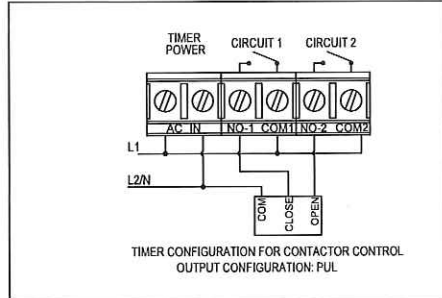 TIMER
POWER
CIRCUIT 1
CIRCUIT 2
AC IN
NO-1
COM1
NO-2
COM2
L1
L2/N
COM
CLOSE
OPEN
TIMER CONFIGURATION FOR CONTACTOR CONTROL
OUTPUT CONFIGURATION: PUL